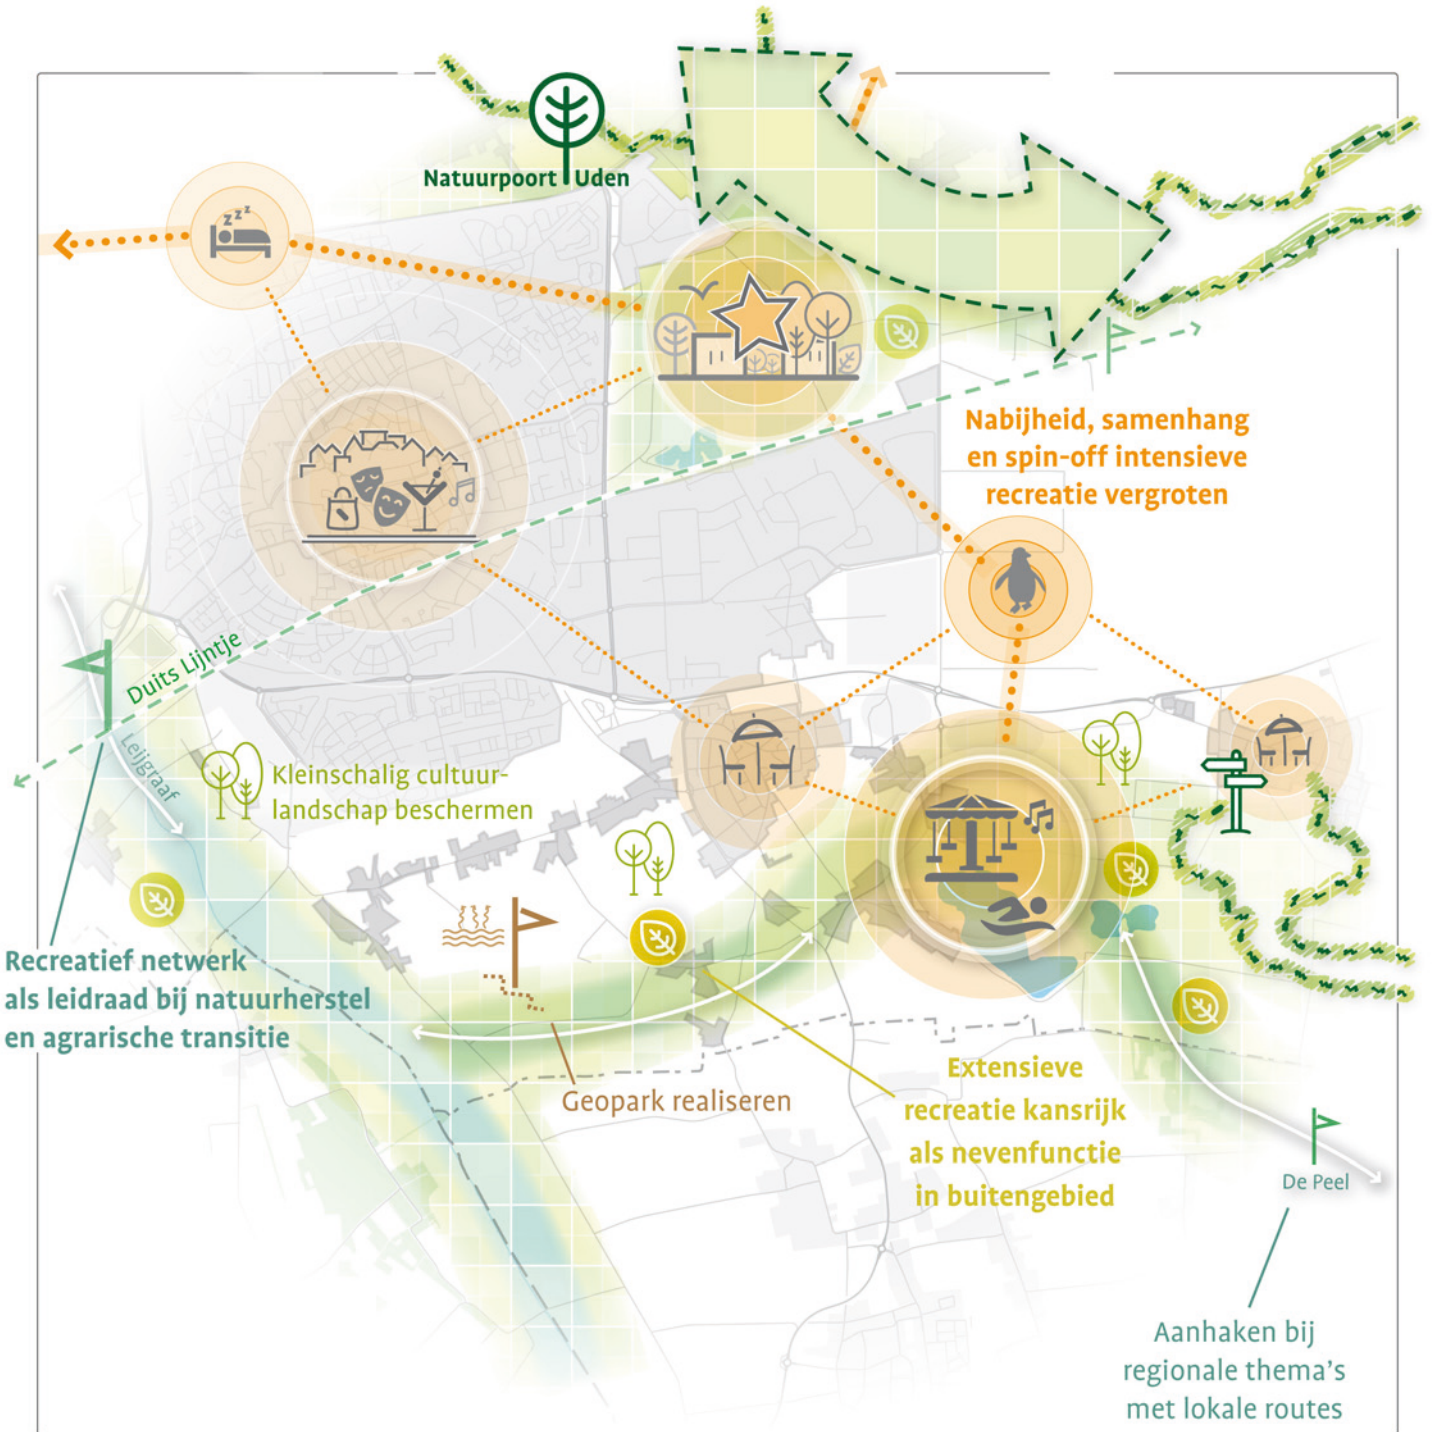 Natuurpoort Uden
z z z
Nabijheid, samenhang
en spin-off intensieve
recreatie vergroten
Duits Lijntje
Leijgraaf
Kleinschalig cultuur-
landschap beschermen
Recreatief netwerk
als leidraad bij natuurherstel
en agrarische transitie
Geopark realiseren
Extensieve
recreatie kansrijk
als nevenfunctie
in buitengebied
De Peel
Aanhaken bij
regionale thema's
met lokale routes